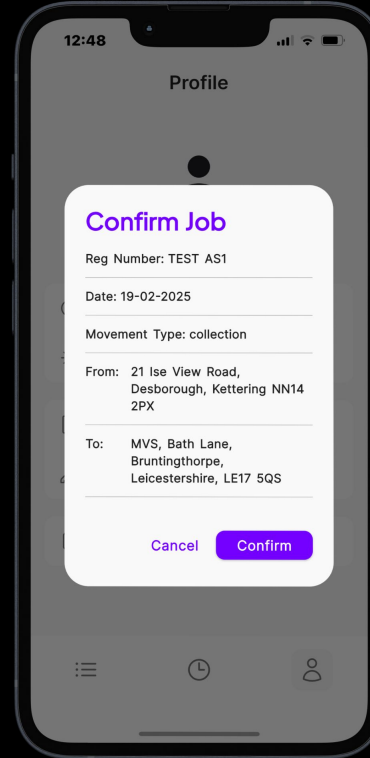 12:48
Profile
Confirm Job
Reg Number: TEST AS1
Date: 19-02-2025
Movement Type: collection
From: 21 Ise View Road,
Desborough, Kettering NN14
2PX
To: MVS, Bath Lane,
Bruntingthorpe,
Leicestershire, LE17 5QS
Cancel Confirm